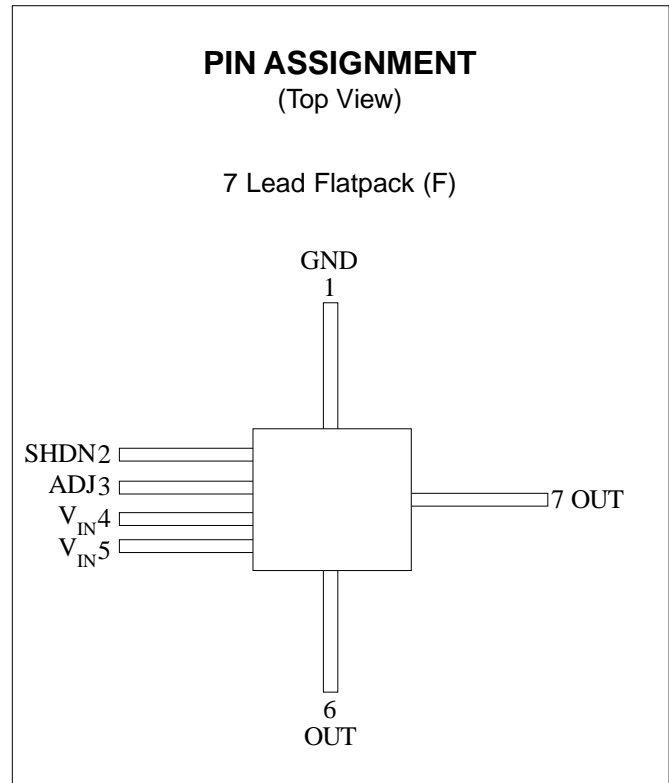 PIN ASSIGNMENT
(Top View)
7 Lead Flatpack (F)
GND
1
SHDN2
ADJ3
VIN4
VIN5
7 OUT
6
OUT